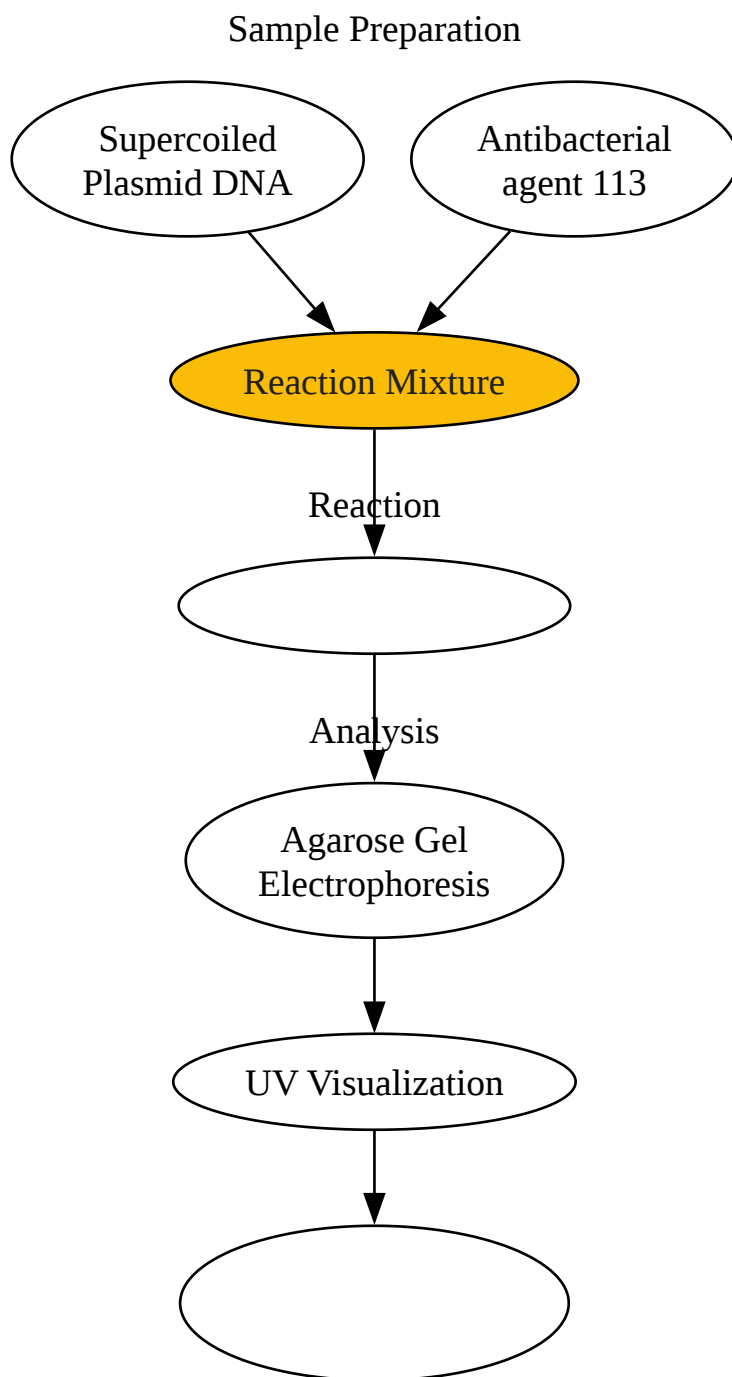 Sample Preparation
Supercoiled
Plasmid DNA
Antibacterial
agent 113
Reaction Mixture
Reaction
Analysis
Agarose Gel
Electrophoresis
UV Visualization